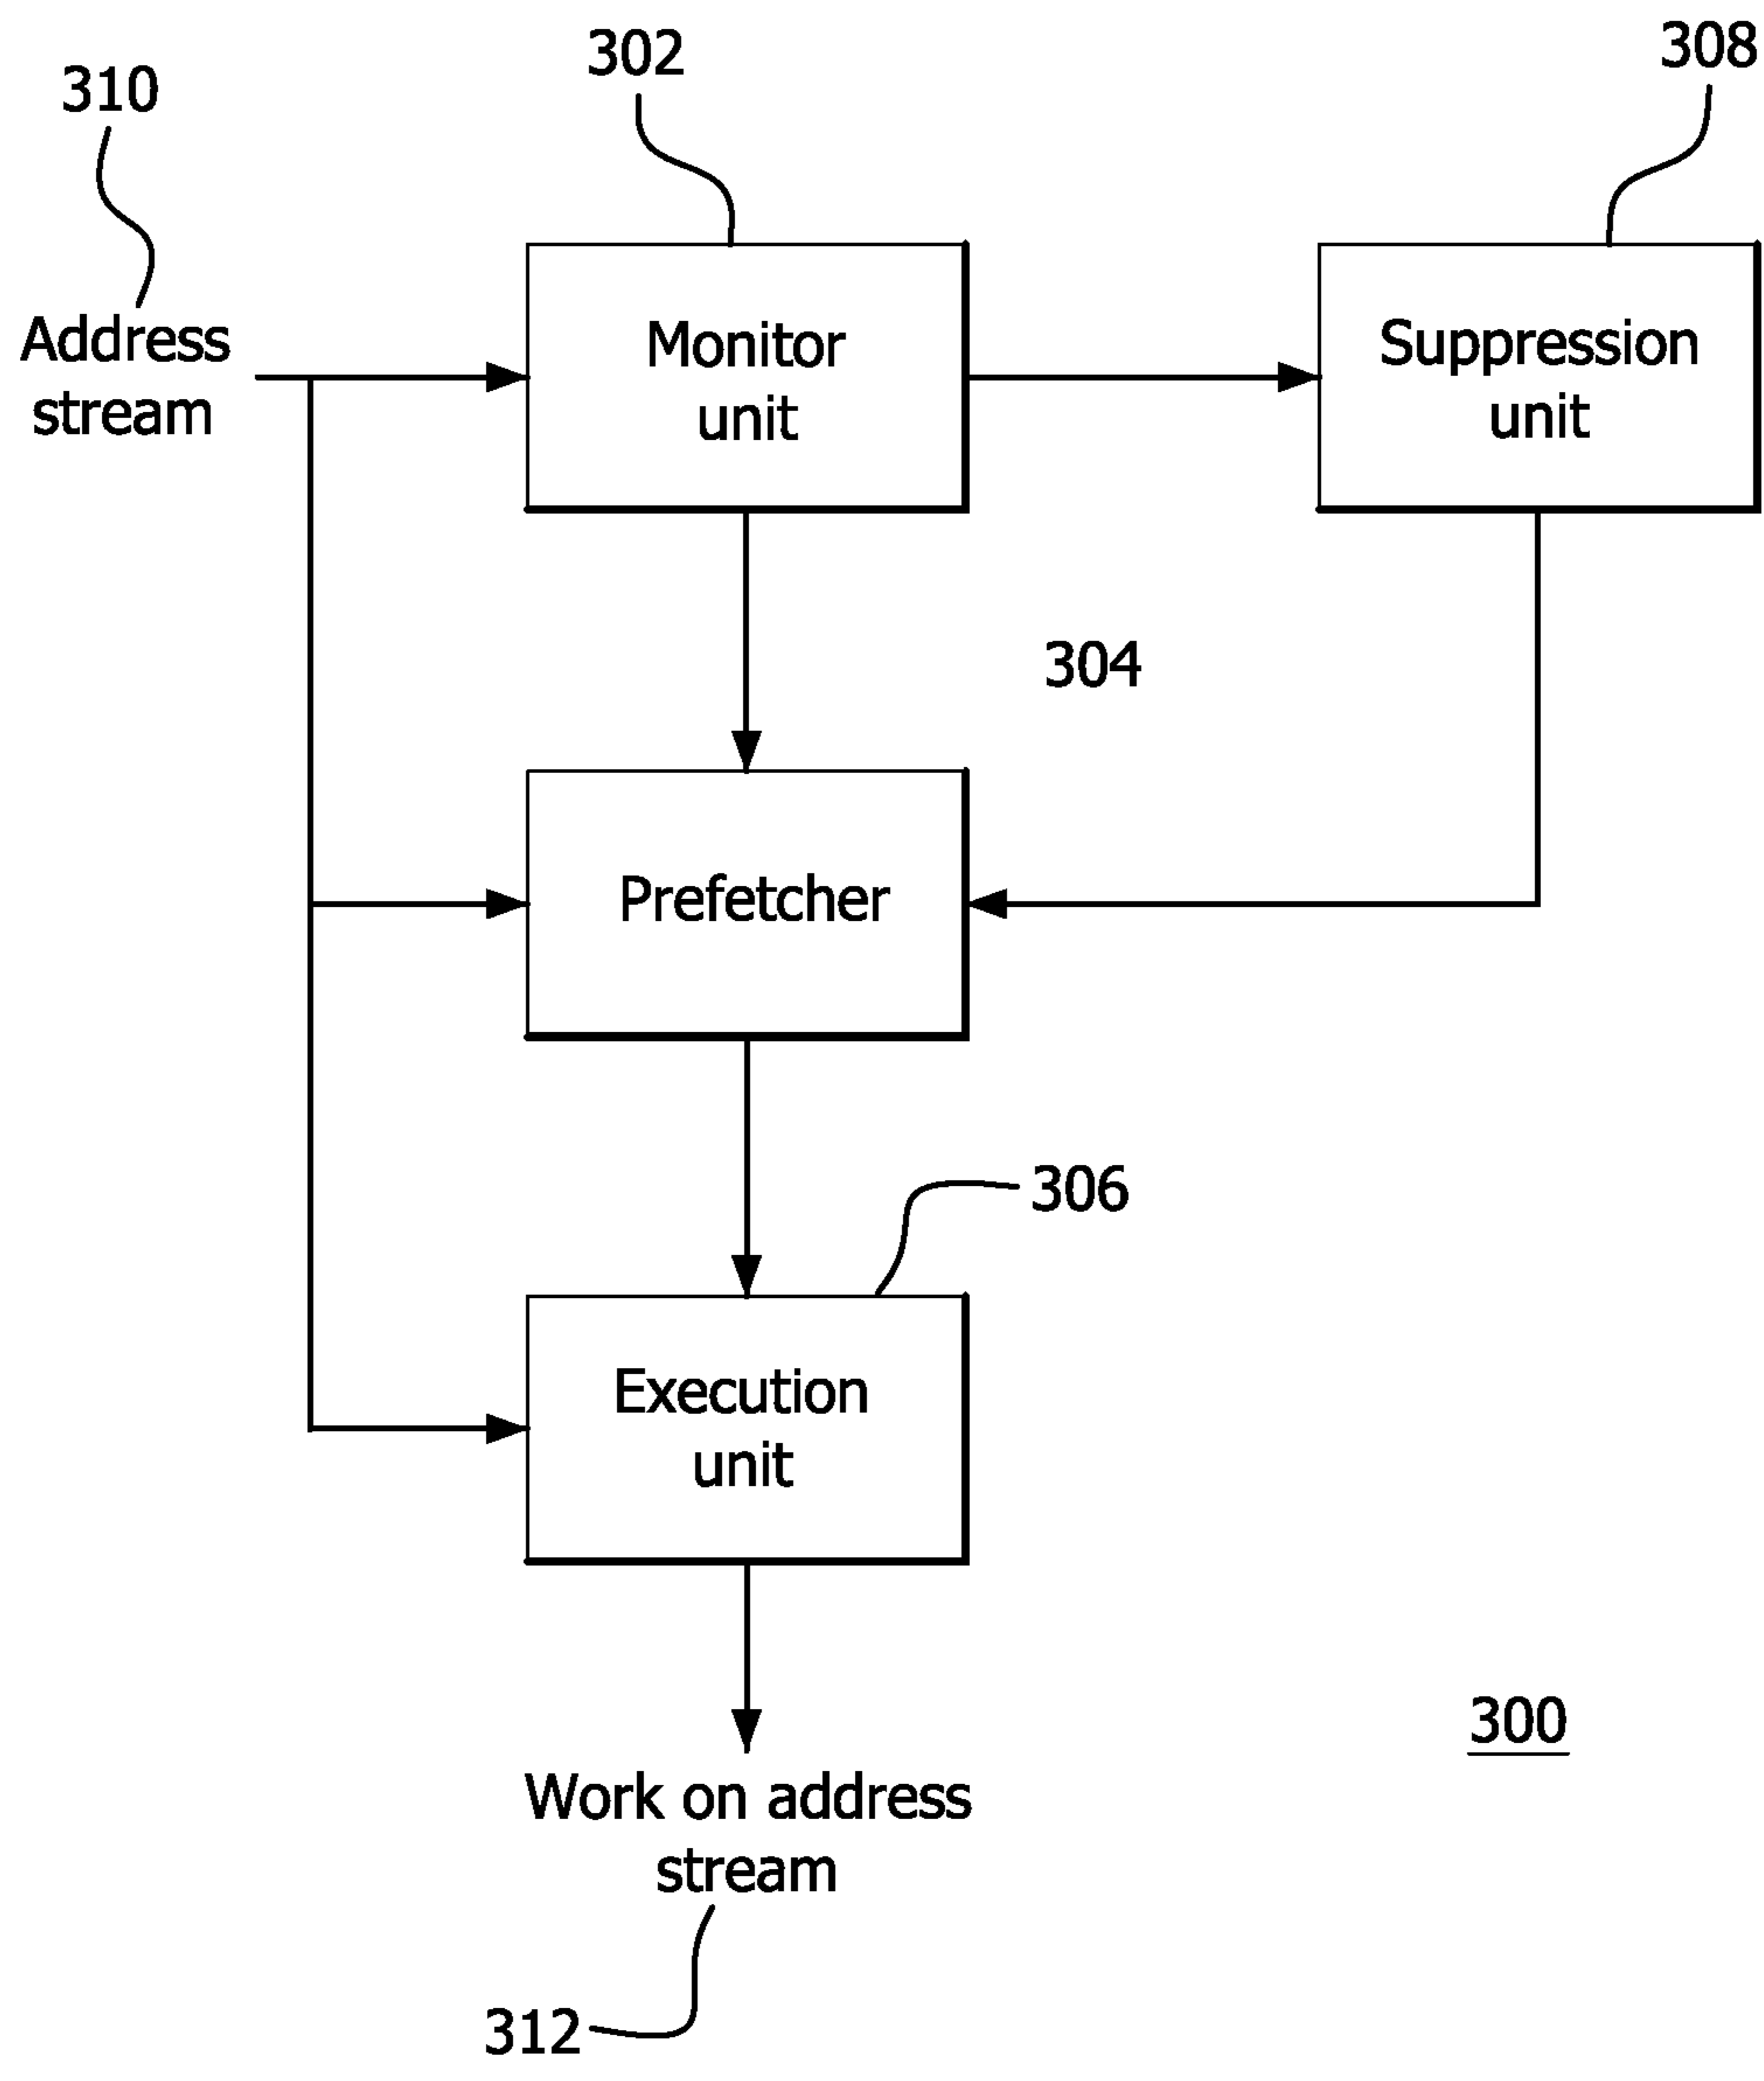 302
308
310
Address
stream
Monitor
unit
Suppression
unit
304
Prefetcher
306
Execution
unit
300
Work on address
stream
312